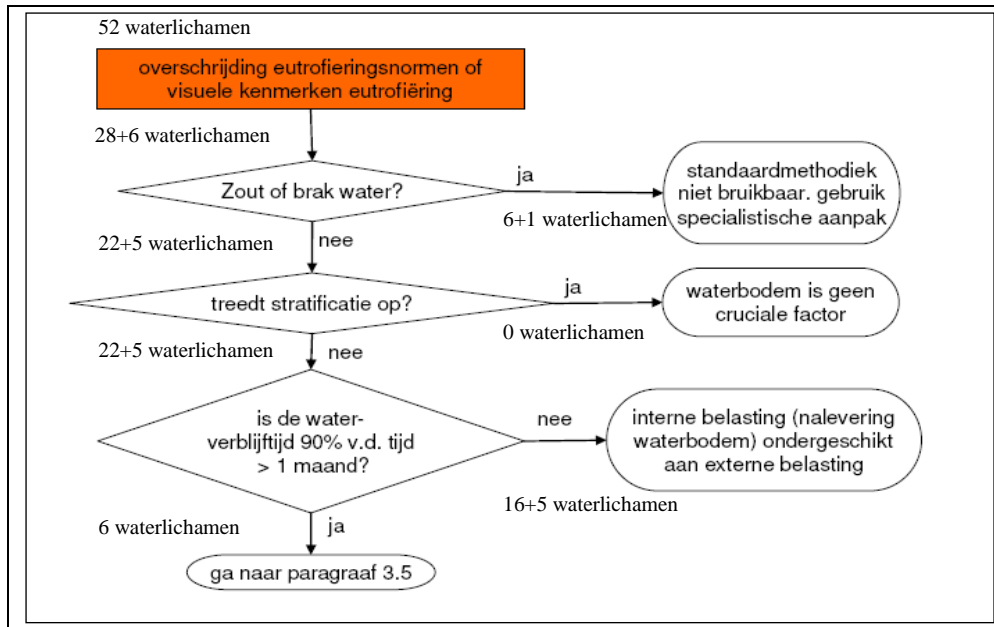 52 waterlichamen
overschrijding eutrofieringsnormen of
visuele kenmerken eutrofiëring
28+6 waterlichamen
Zout of brak water?
ja
standaardmethodiek
niet bruikbaar. gebruik
specialistische aanpak
6+1 waterlichamen
22+5 waterlichamen
nee
treedt stratificatie op?
ja
waterbodem is geen
cruciale factor
0 waterlichamen
22+5 waterlichamen
nee
is de water-
verblijftijd 90% v.d. tijd
> 1 maand?
nee
interne belasting (nalevering
waterbodem) ondergeschikt
aan externe belasting
16+5 waterlichamen
6 waterlichamen
ja
ga naar paragraaf 3.5